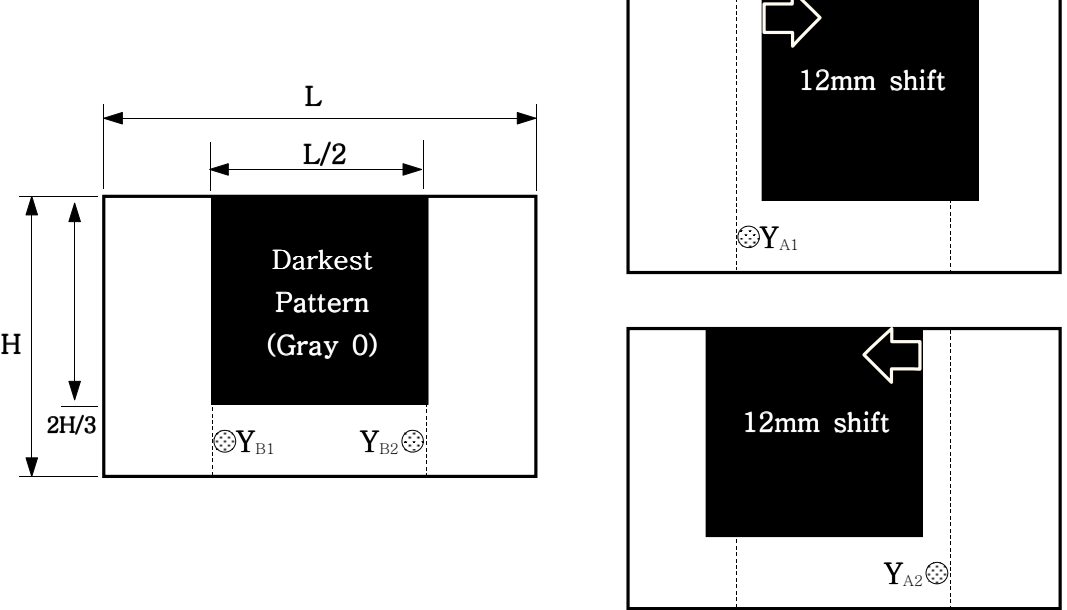 L
L/2
Darkest
Pattern
(Gray 0)
H
2H/3
YB1
YB2
12mm shift
YA1
12mm shift
YA2